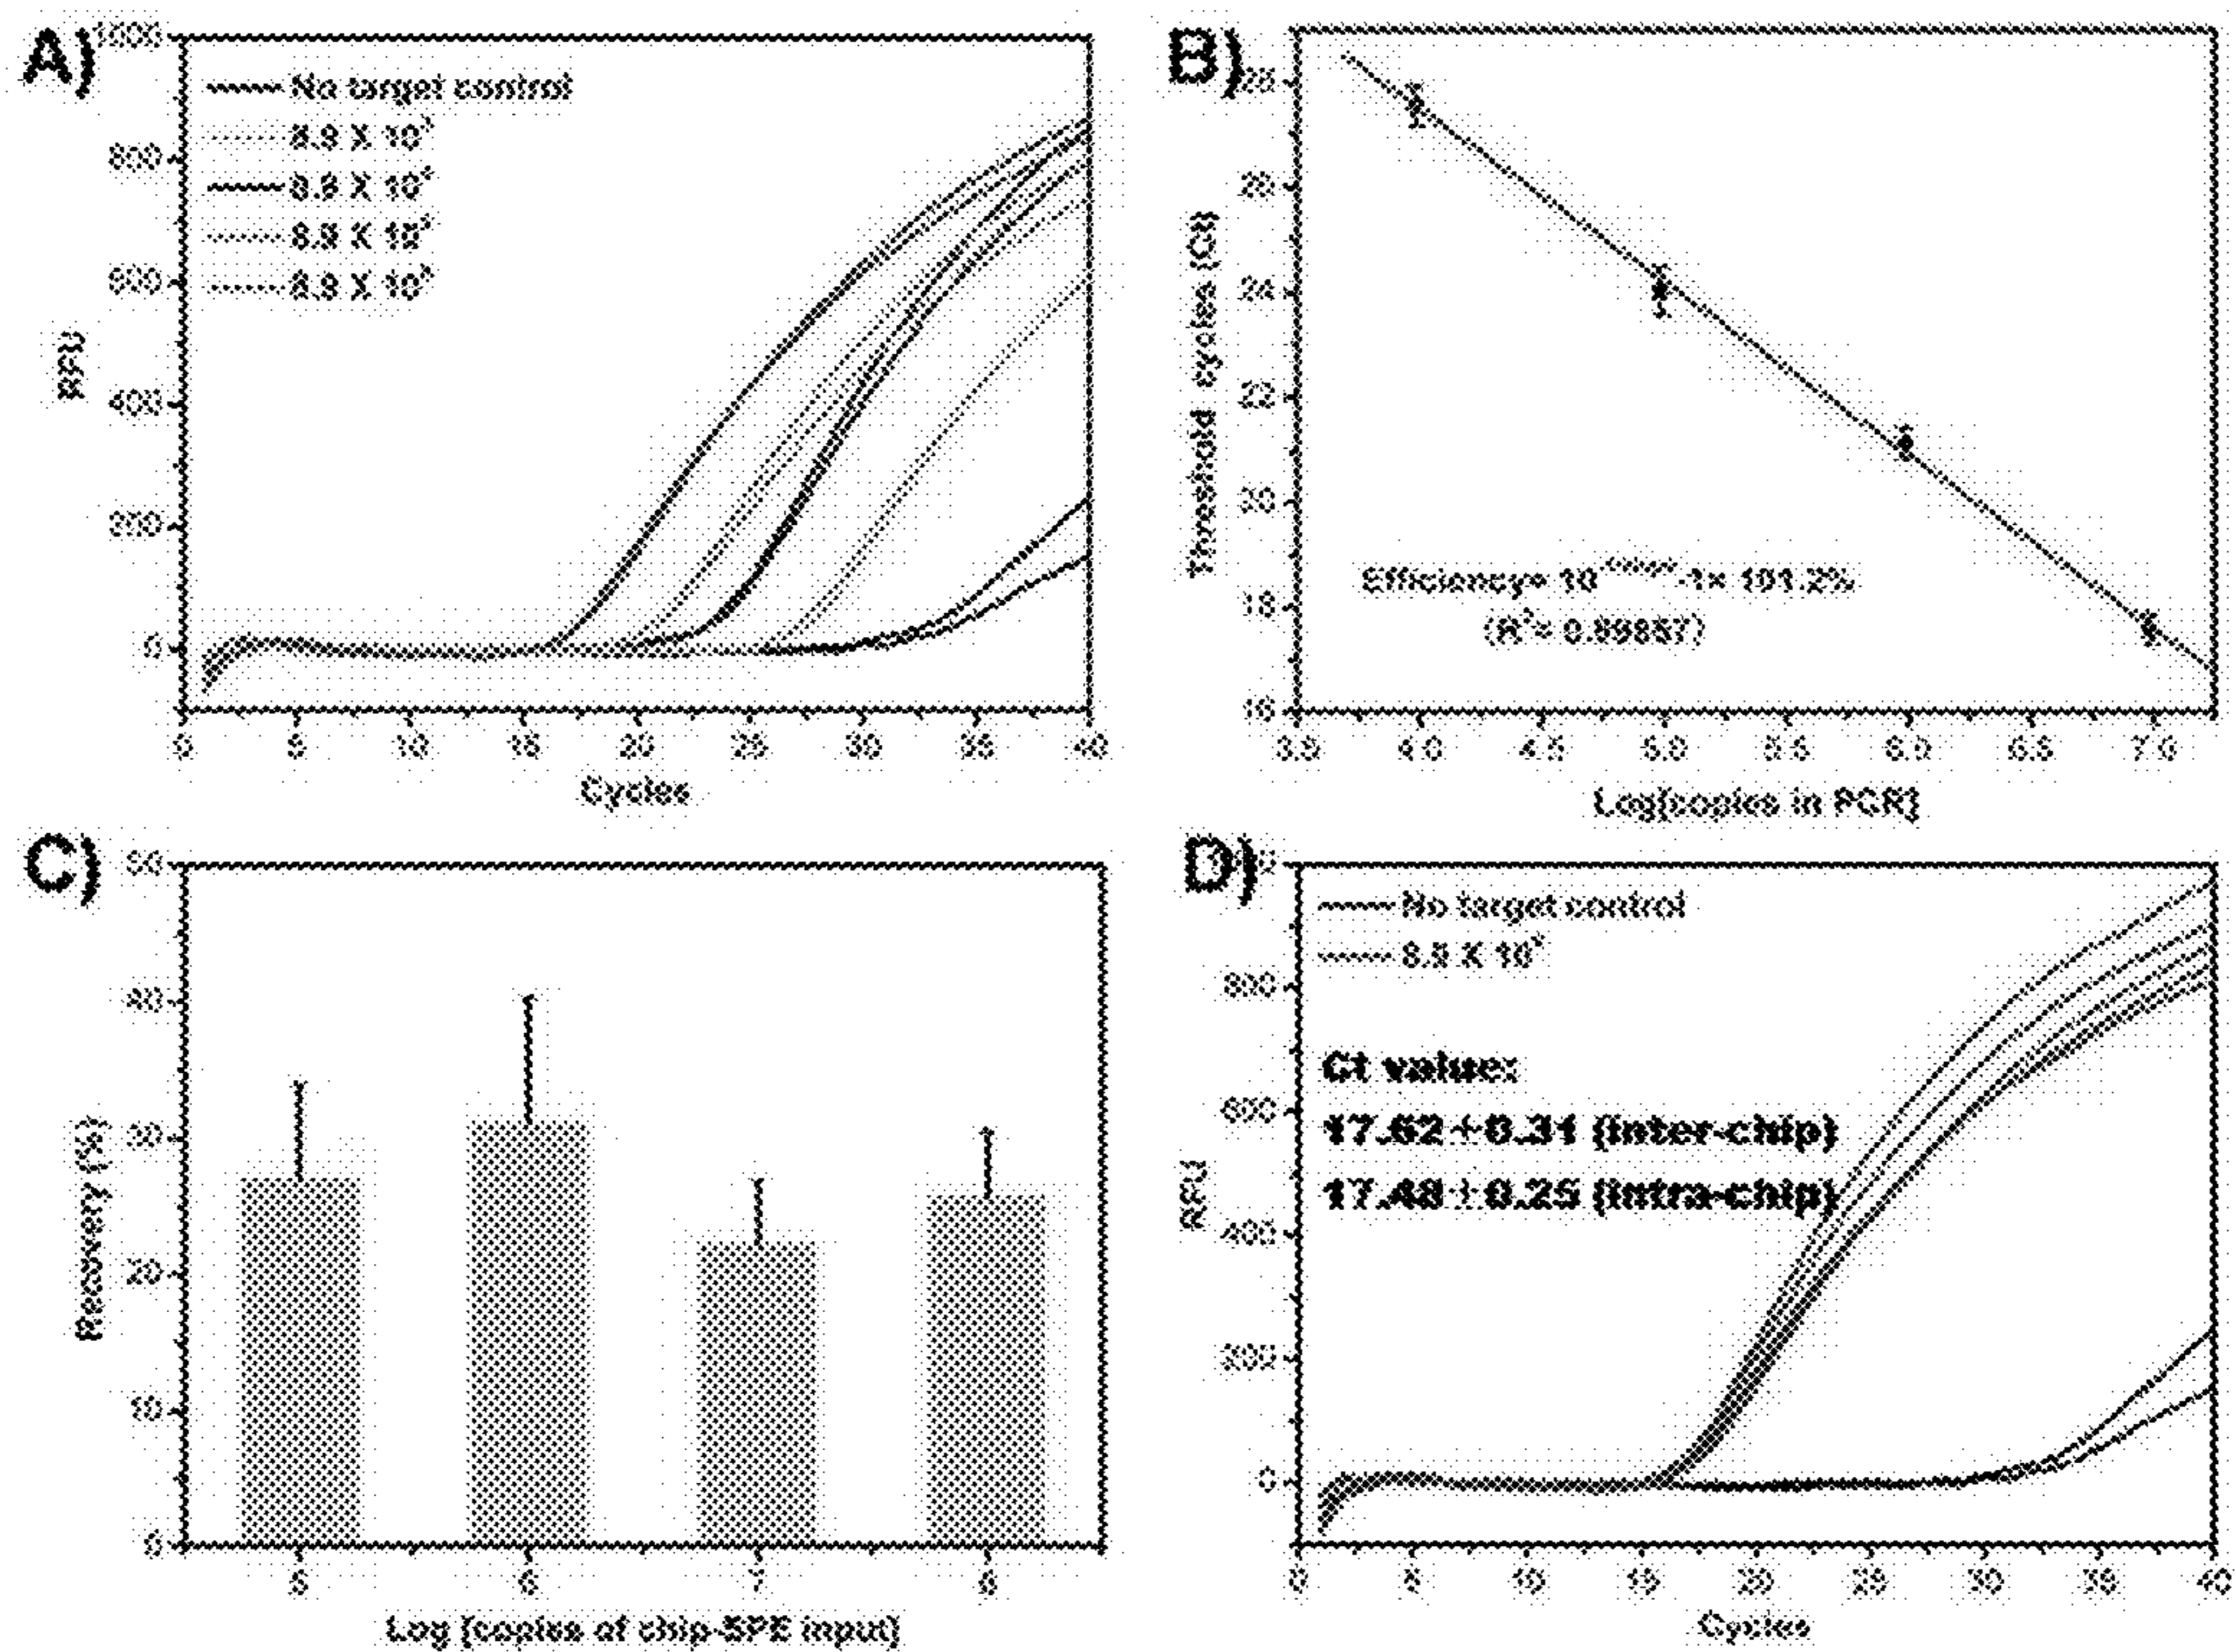 A)
No target control
RFU
800
600
400
200
0
0 5 10 15 20 25 30 35 40
Cycles
B)
Threshold cycles (Ct)
28
26
24
22
20
18
16
Efficiency= 10
-1= 101.2%
4.0 4.5 5.0 5.5 6.0 6.5 7.0
Log[copies in PCR]
C)
Recovery (%)
50
40
30
20
10
0
5 6 7 8
Log [copies of chip-SPE input]
D)
No target control
Ct value:
17.62 ± 0.31 (inter-chip)
17.48 ± 0.25 (intra-chip)
RFU
800
600
400
200
0
0 5 10 15 20 25 30 35 40
Cycles